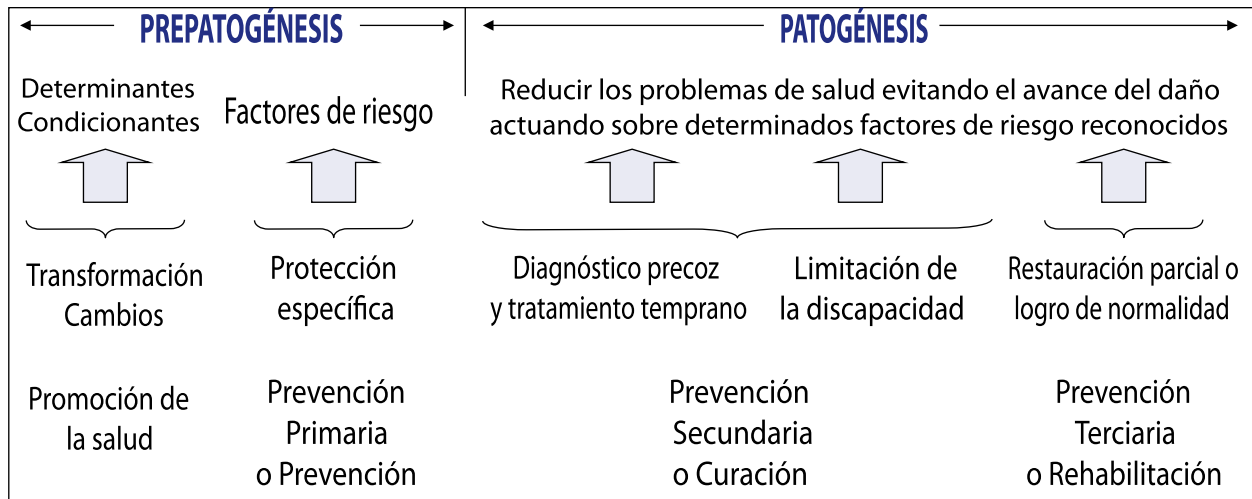 PREPATOGÉNESIS
PATOGÉNESIS
Determinantes
Condicionantes
Factores de riesgo
Reducir los problemas de salud evitando el avance del daño
actuando sobre determinados factores de riesgo reconocidos
Transformación
Cambios
Protección
específica
Diagnóstico precoz
y tratamiento temprano
Limitación de
la discapacidad
Restauración parcial o
logro de normalidad
Promoción de
la salud
Prevención
Primaria
o Prevención
Prevención
Secundaria
o Curación
Prevención
Terciaria
o Rehabilitación